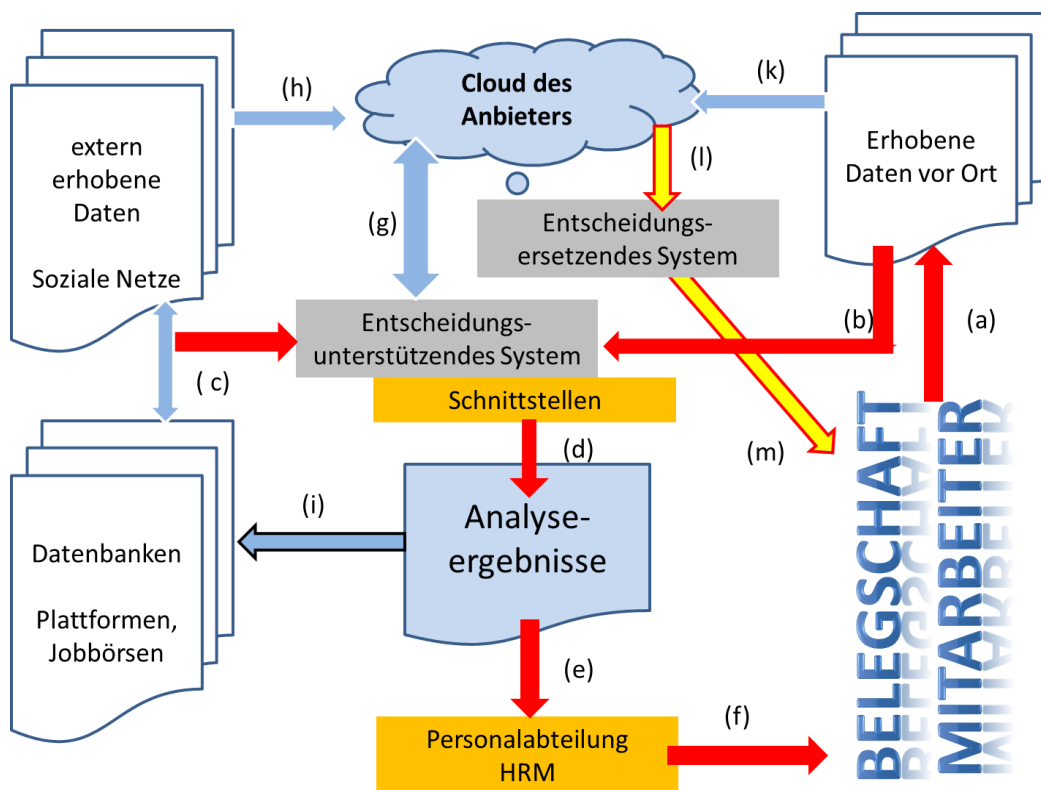 extern
erhobene
Daten
Soziale Netze
(h)
Cloud des
Anbieters
(k)
Erhobene
Daten vor Ort
(l)
(g)
Entscheidungs-
ersetzendes System
Entscheidungs-
unterstützendes System
(b)
(a)
( c)
Schnittstellen
(d)
(m)
(i)
Analyse-
ergebnisse
Datenbanken
Plattformen,
Jobbörsen
(e)
Personalabteilung
HRM
(f)
BELEGSCHAFT
MITARBEITER